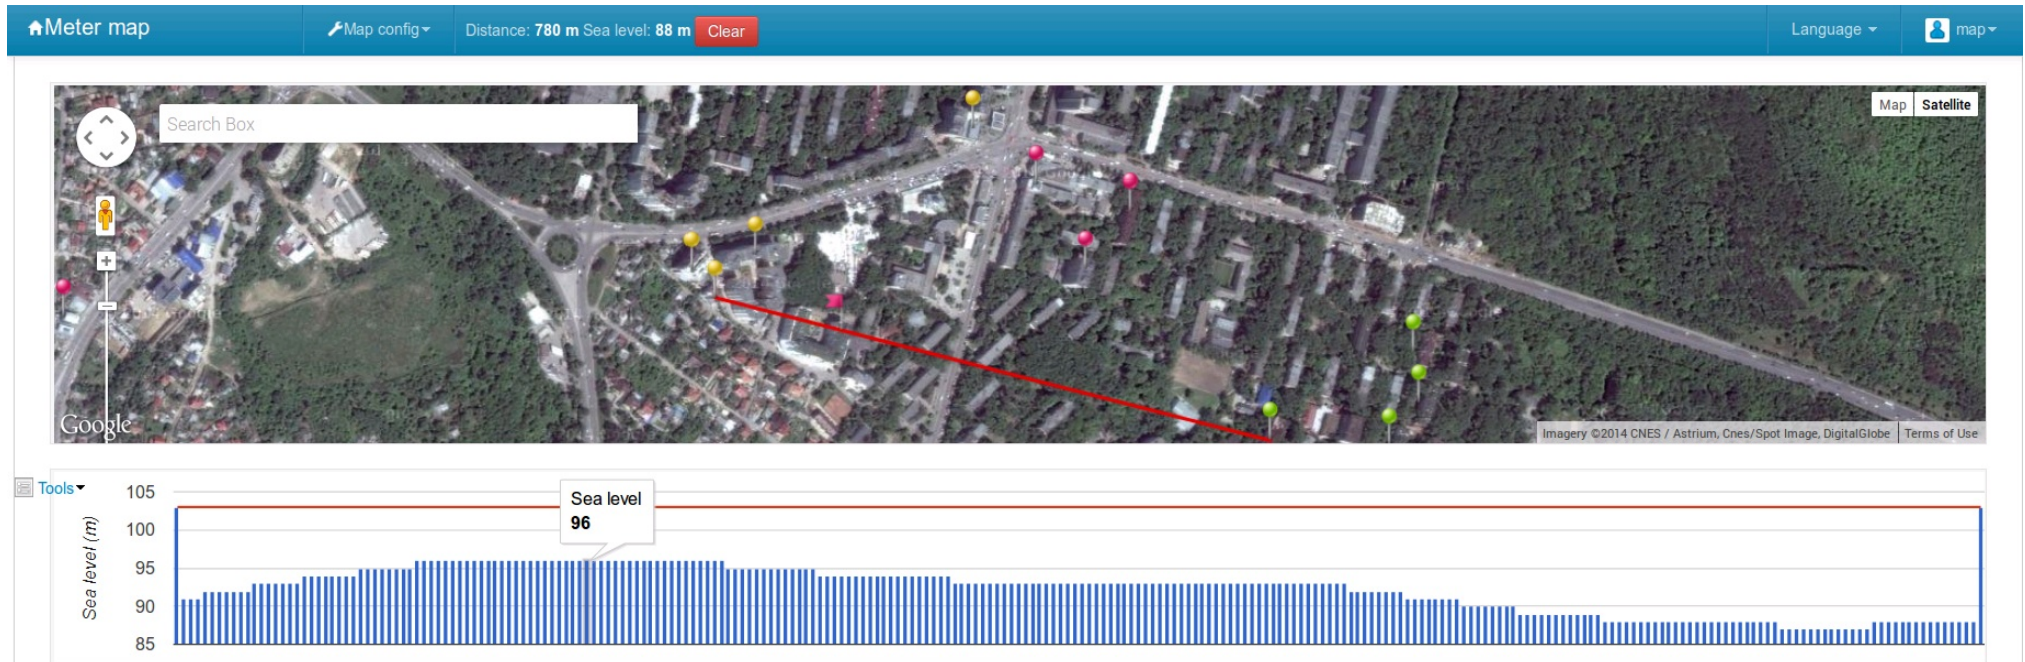 Meter map
Map config
Distance: 780 m Sea level: 88 m Clear
Language
map
Search Box
Map Satellite
Google
Imagery ©2014 CNES / Astrium, Cnes/Spot Image, DigitalGlobe
Terms of Use
Tools
Sea level (m)
105
100
95
90
85
Sea level
96